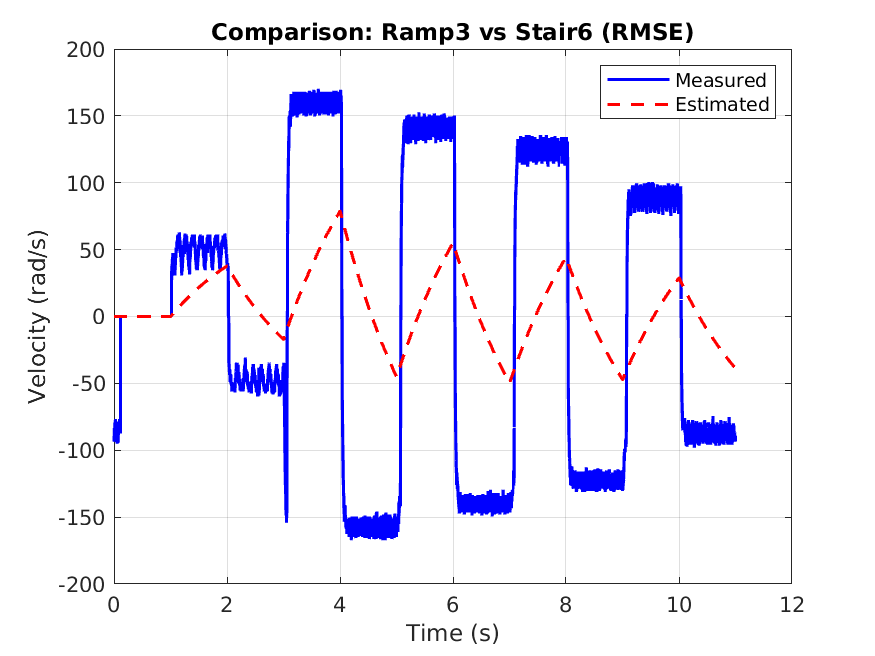 Comparison: Ramp3 vs Stair6 (RMSE)
Measured
Estimated
Velocity (rad/s)
200
150
100
50
0
-50
-100
-150
-200
0 2 4 6 8 10 12
Time (s)